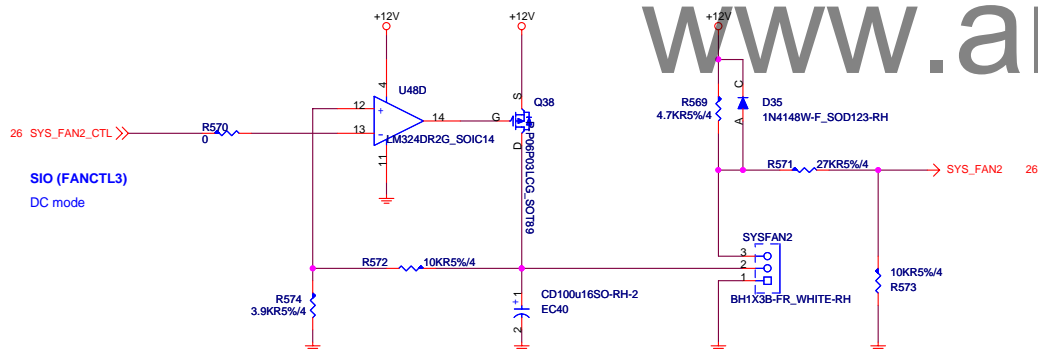 www.a
+12V
+12V
+12V
U48D
4
12
+
13
-
14
11
LM324DR2G_SOIC14
Q38
S
G
D
P06P03LCG_SOT89
R569
4.7KR5%/4
C
A
D35
1N4148W-F_SOD123-RH
26 SYS_FAN2_CTL
R570
0
SIO (FANCTL3)
DC mode
R571
27KR5%/4
SYS_FAN2 26
SYSFAN2
3
2
1
BH1X3B-FR_WHITE-RH
R572
10KR5%/4
R574
3.9KR5%/4
+
1
2
CD100u16SO-RH-2
EC40
10KR5%/4
R573